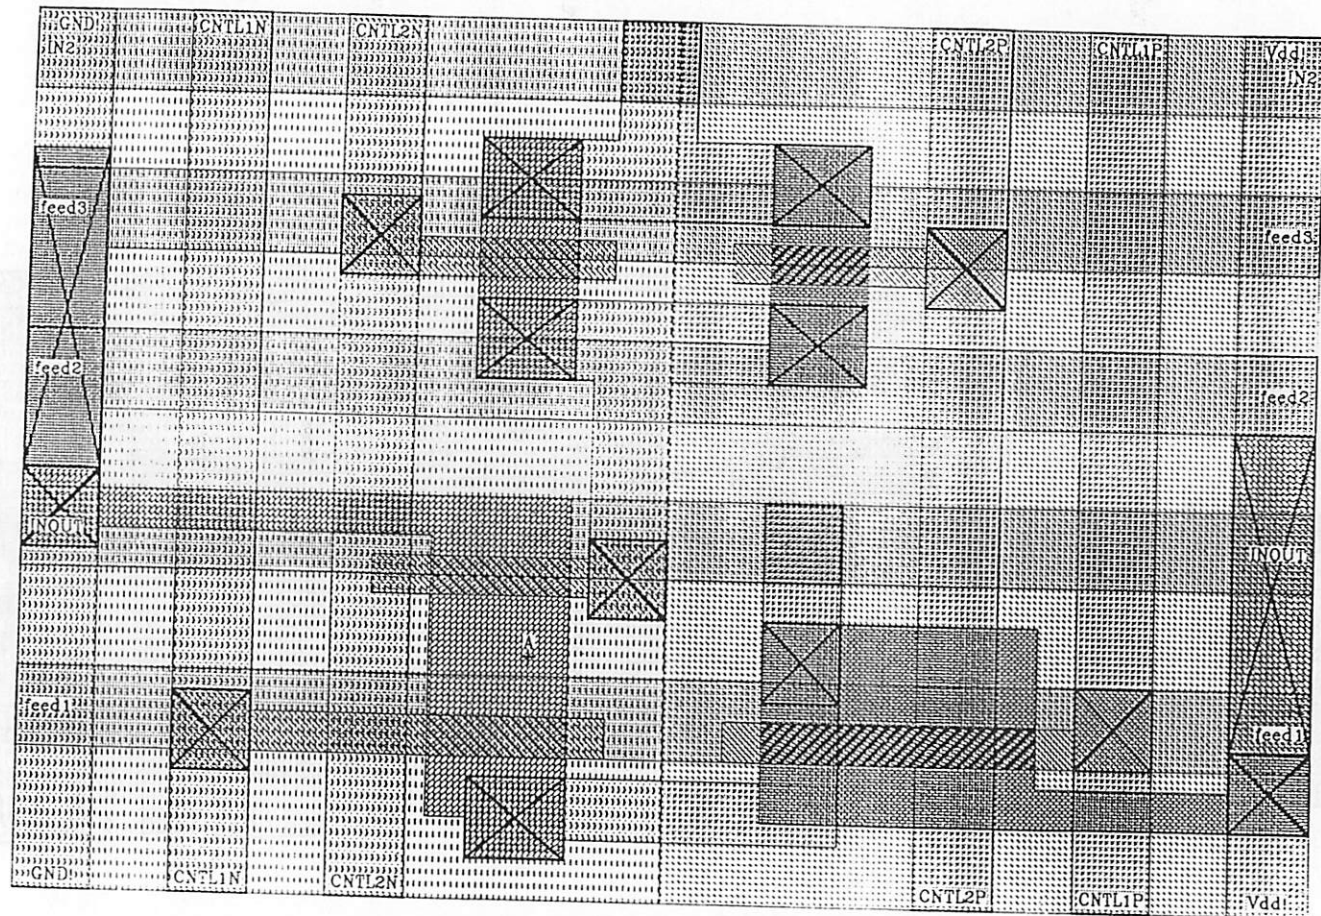 GND!
IN2
CNTL1N
CNTL2N
CNTL2P
CNTL1P
Vdd!
IN2
feed3
feed3
feed2
feed2
INOUT
INOUT
A
feed1
feed1
GND!
CNTL1N
CNTL2N
CNTL2P
CNTL1P
Vdd!